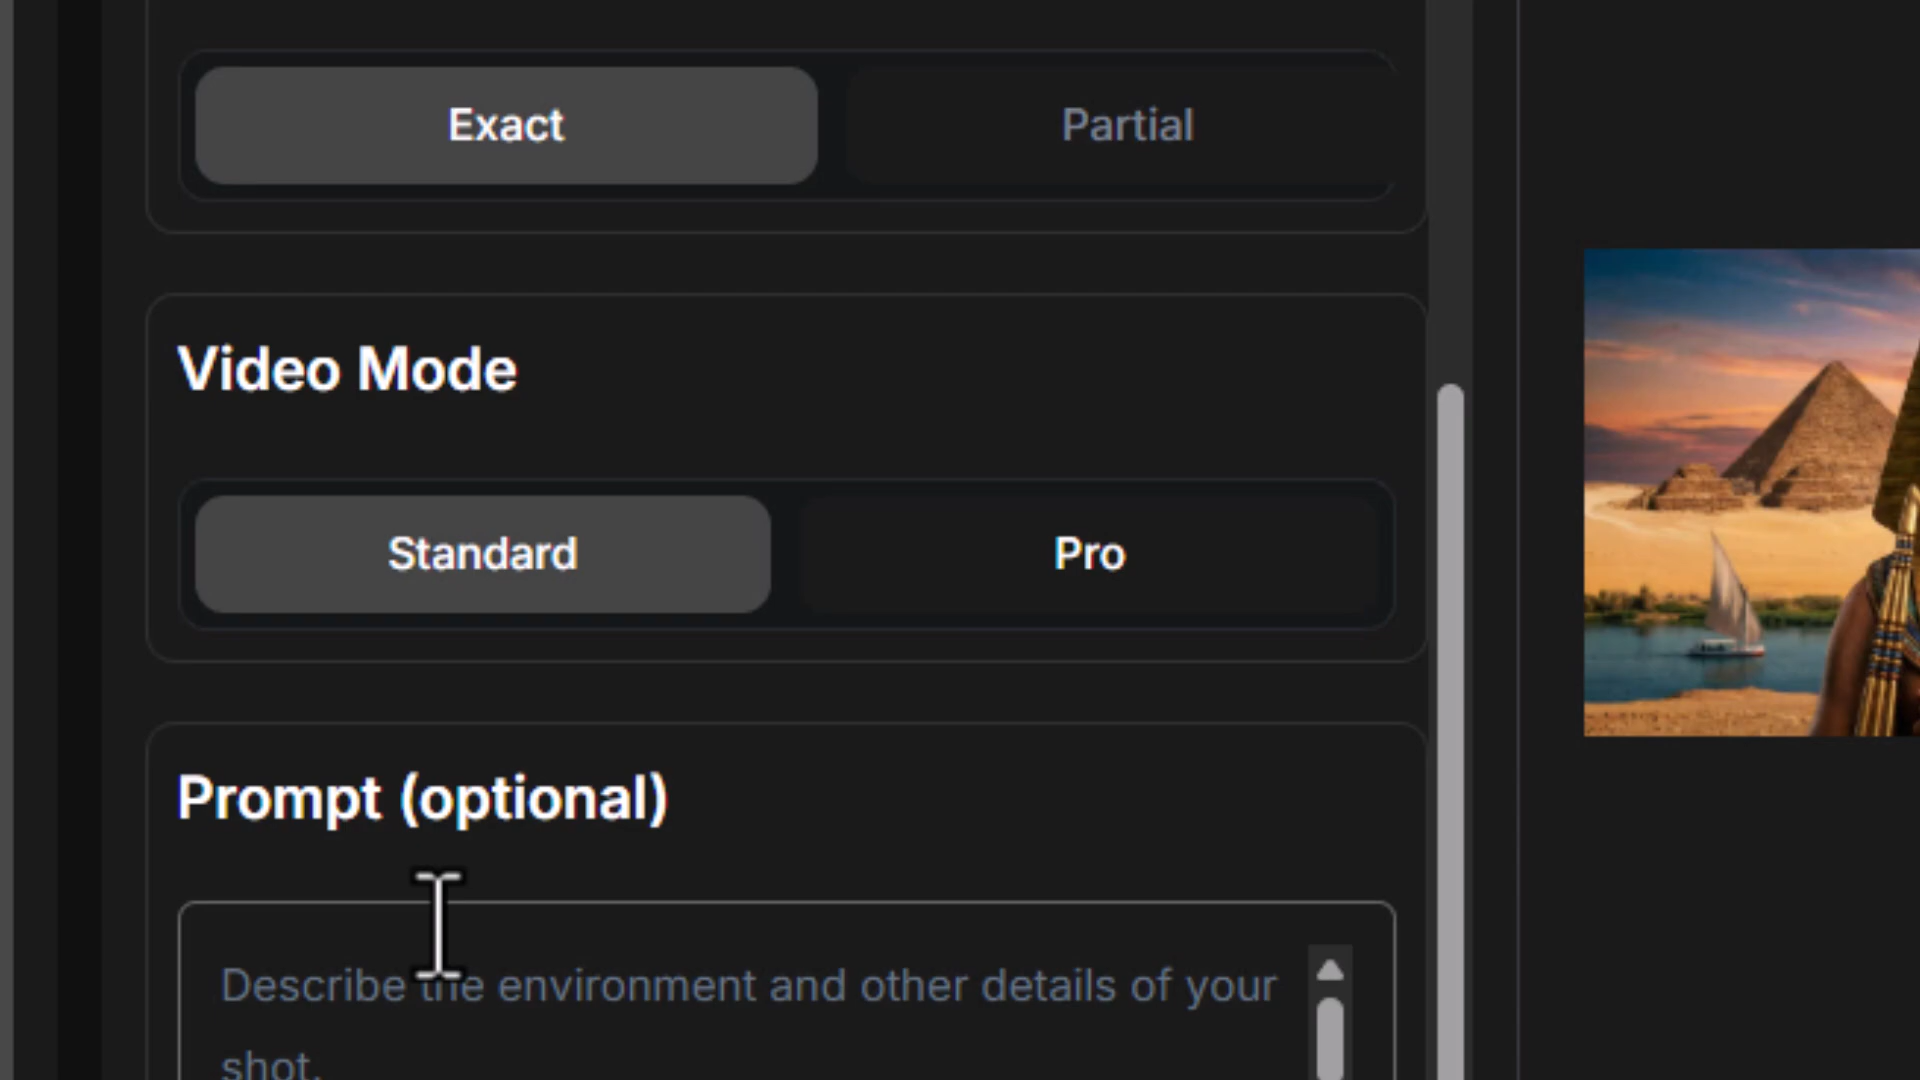 Exact Partial
Video Mode
Standard Pro
Prompt (optional)
Describe the environment and other details of your
shot.